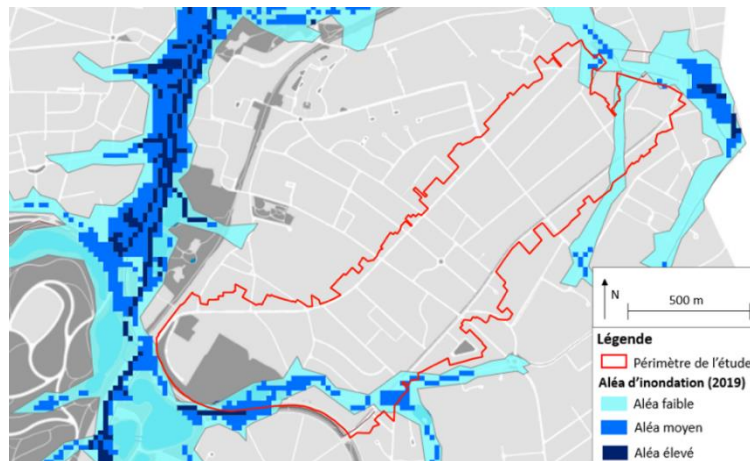 N
500 m
Légende
Périmètre de l'étude
Aléa d'inondation (2019)
Aléa faible
Aléa moyen
Aléa élevé